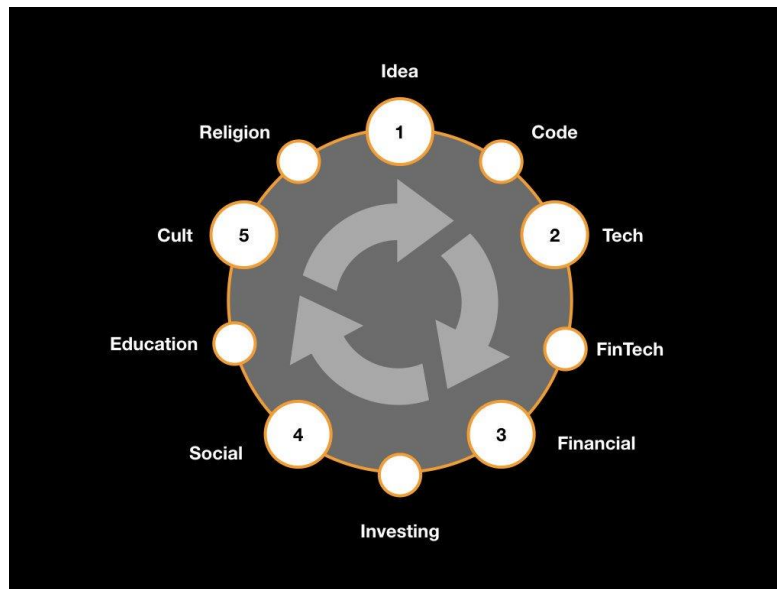 Idea
Religion
Code
1
Cult
5
2
Tech
Education
FinTech
Social
4
3
Financial
Investing